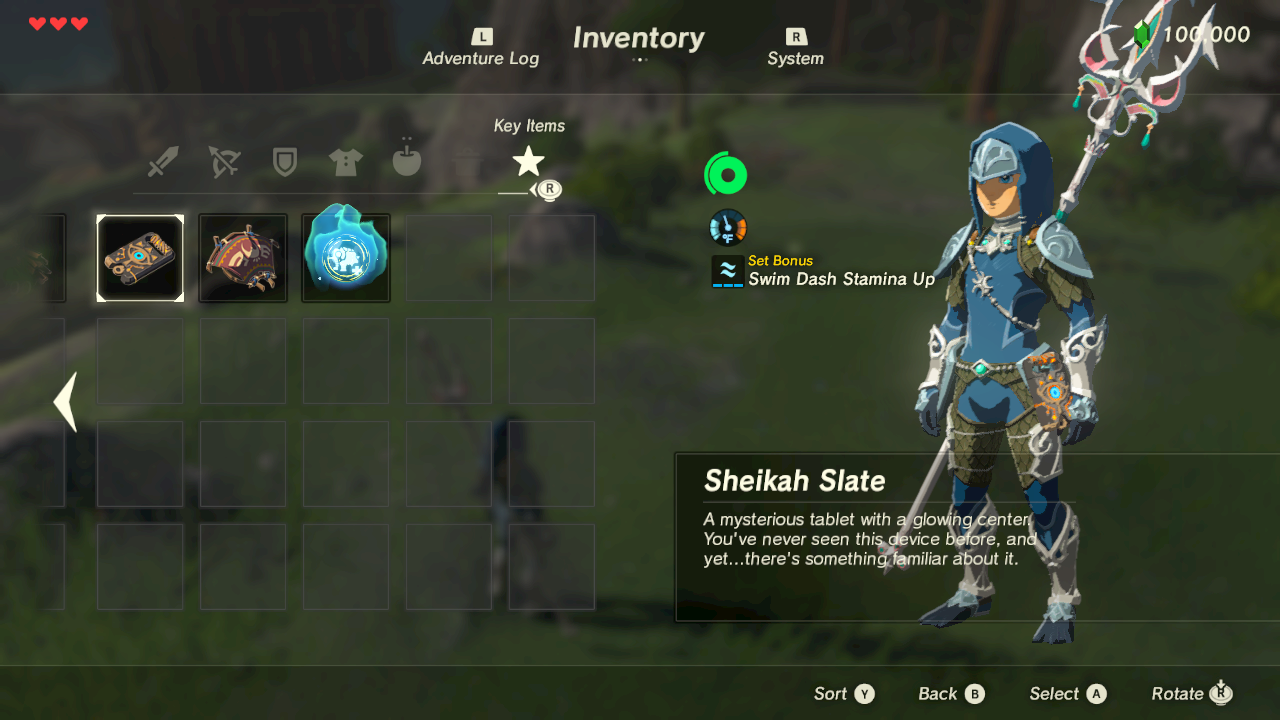 L
Adventure Log
Inventory
R
System
100,000
Key Items
R
°F
Set Bonus
Swim Dash Stamina Up
Sheikah Slate
A mysterious tablet with a glowing center.
You've never seen this device before, and
yet...there's something familiar about it.
Sort Y
Back B
Select A
Rotate R